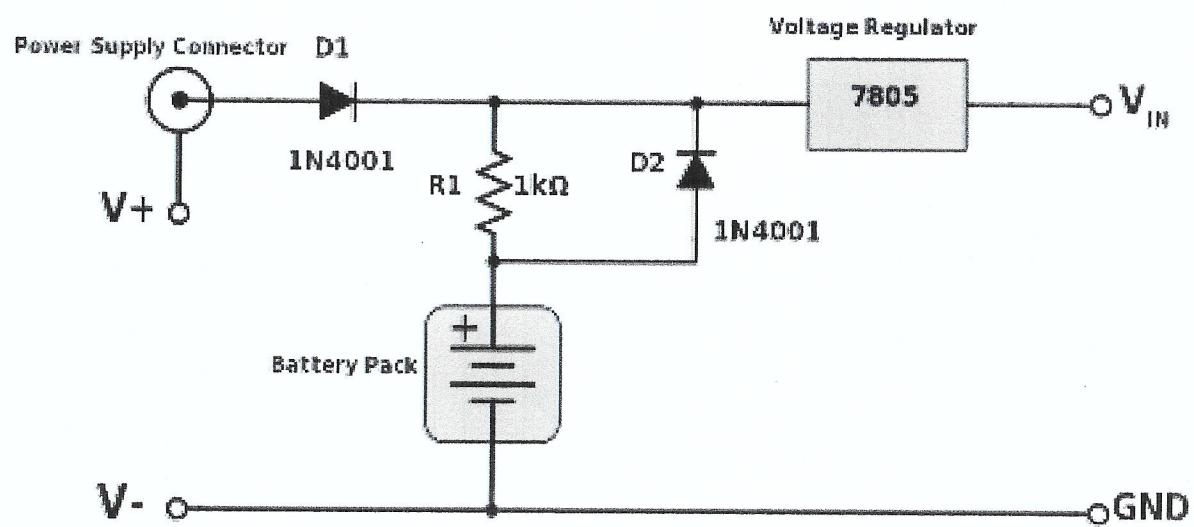 Voltage Regulator
Power Supply Connector D1
7805
V IN
1N4001
D2
R1 1kΩ
V+
1N4001
+
Battery Pack
V-
GND